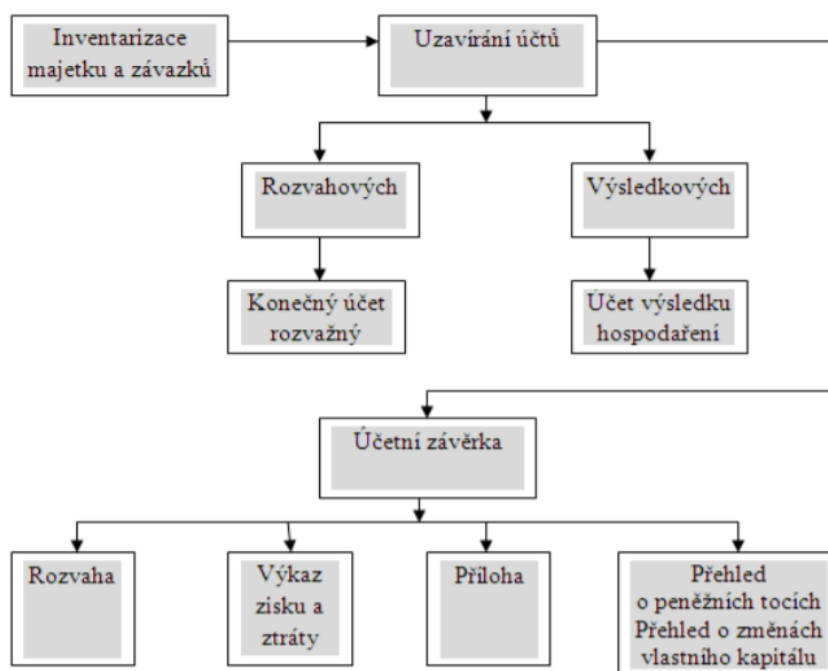 Inventarizace
majetku a závazků
Uzavírání účtů
Rozvahových
Výsledkových
Konečný účet
rozvažný
Účet výsledku
hospodaření
Účetní závěrka
Rozvaha
Výkaz
zisku a
ztráty
Příloha
Přehled
o peněžních tocích
Přehled o změnách
vlastního kapitálu